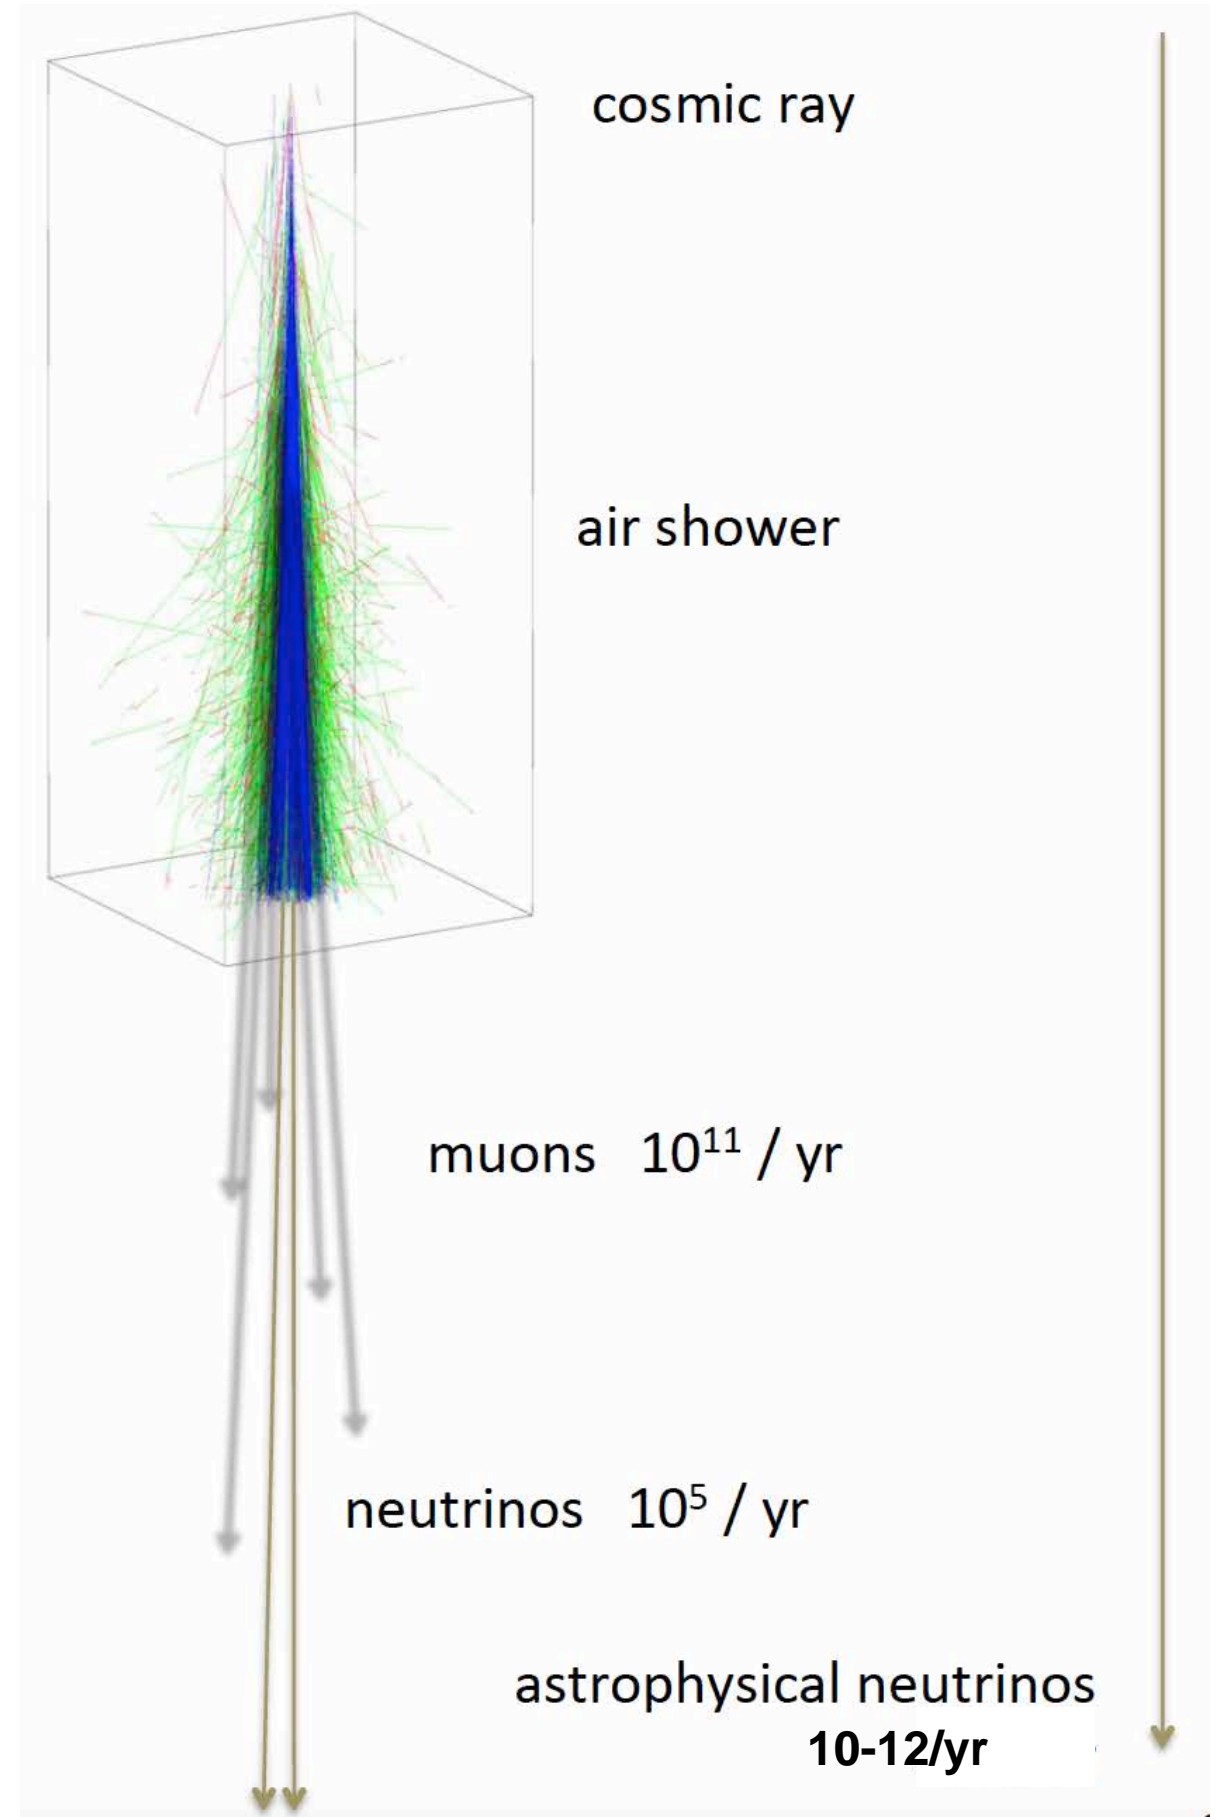 cosmic ray
air shower
muons 10¹¹ / yr
neutrinos 10⁵ / yr
astrophysical neutrinos
10-12/yr